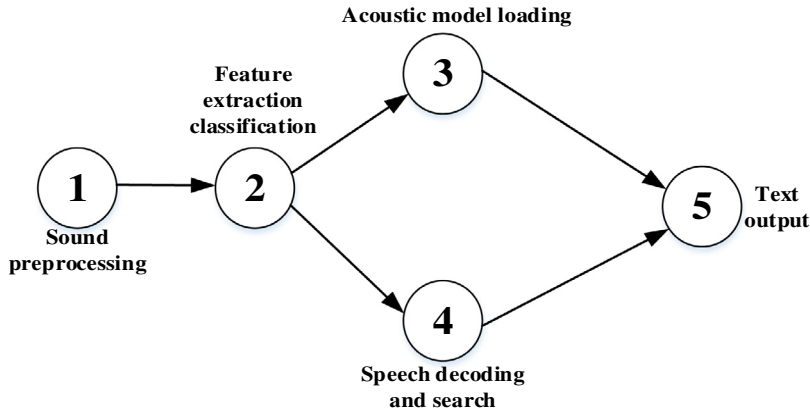 Acoustic model loading
3
Feature
extraction
classification
1
2
Sound
preprocessing
5
Text
output
4
Speech decoding
and search